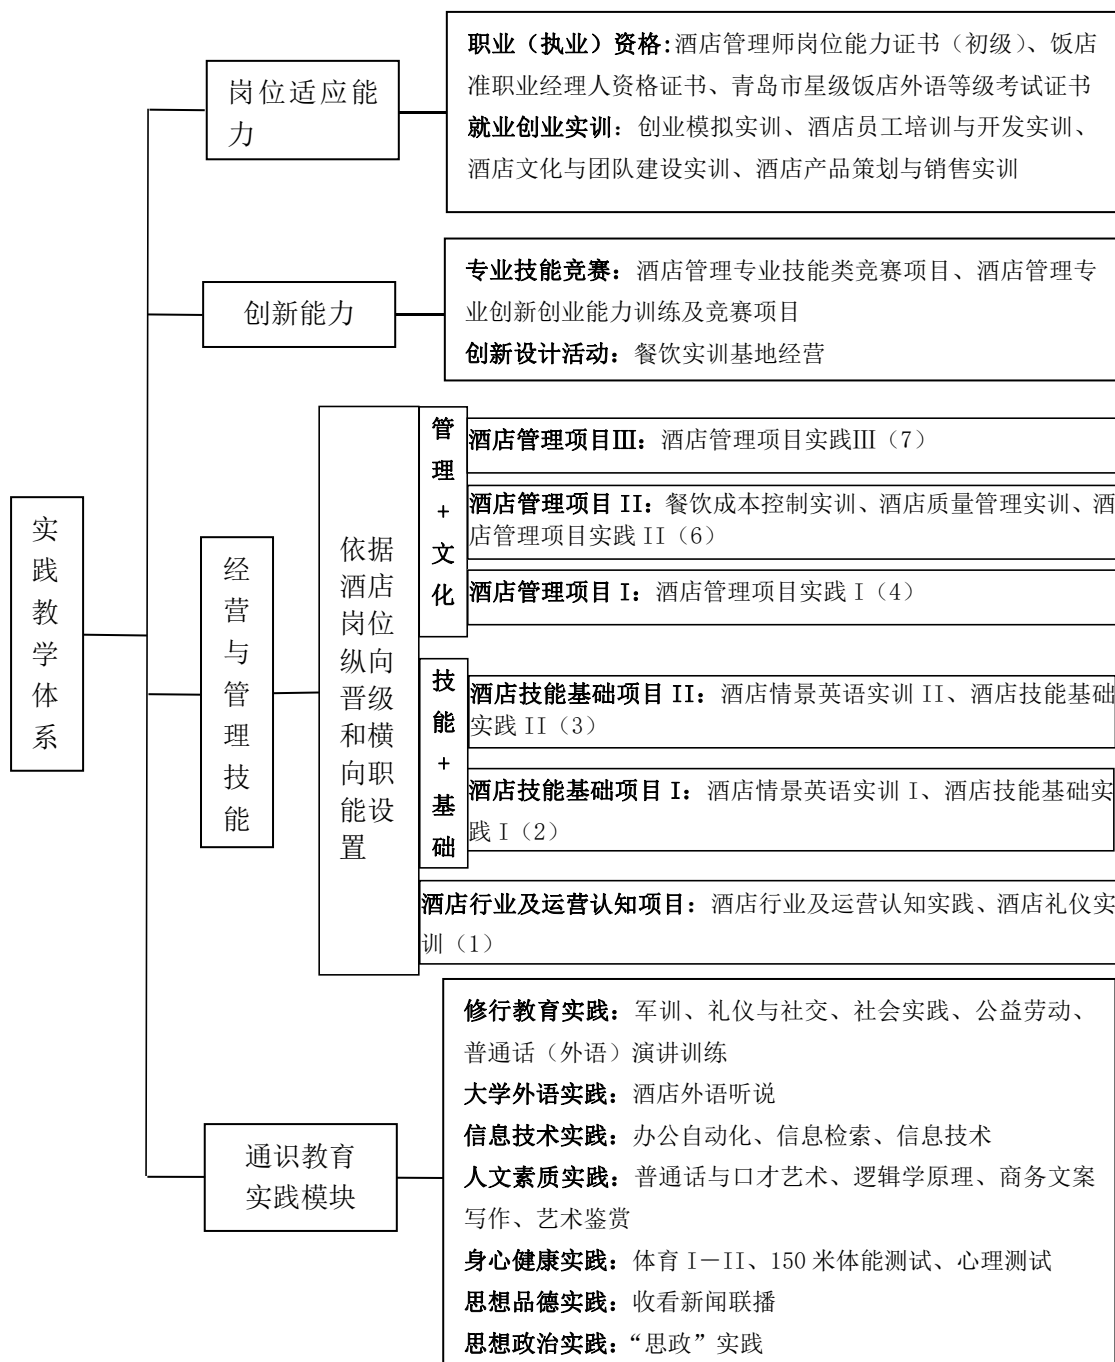 实践教学体系
岗位适应能
力
职业（执业）资格:酒店管理师岗位能力证书（初级）、饭店
准职业经理人资格证书、青岛市星级饭店外语等级考试证书
就业创业实训：创业模拟实训、酒店员工培训与开发实训、
酒店文化与团队建设实训、酒店产品策划与销售实训
创新能力
专业技能竞赛：酒店管理专业技能类竞赛项目、酒店管理专
业创新创业能力训练及竞赛项目
创新设计活动：餐饮实训基地经营
经营与管理技能
依据
酒店
岗位
纵向
晋级
和横
向职
能设
置
管理+文化
酒店管理项目Ⅲ：酒店管理项目实践Ⅲ（7）
酒店管理项目 II：餐饮成本控制实训、酒店质量管理实训、酒
店管理项目实践 II（6）
酒店管理项目 I：酒店管理项目实践 I（4）
技能+基础
酒店技能基础项目 II：酒店情景英语实训 II、酒店技能基础
实践 II（3）
酒店技能基础项目 I：酒店情景英语实训 I、酒店技能基础实
践 I（2）
酒店行业及运营认知项目：酒店行业及运营认知实践、酒店礼仪实
训（1）
通识教育
实践模块
修行教育实践：军训、礼仪与社交、社会实践、公益劳动、
普通话（外语）演讲训练
大学外语实践：酒店外语听说
信息技术实践：办公自动化、信息检索、信息技术
人文素质实践：普通话与口才艺术、逻辑学原理、商务文案
写作、艺术鉴赏
身心健康实践：体育 I－II、150 米体能测试、心理测试
思想品德实践：收看新闻联播
思想政治实践：“思政”实践